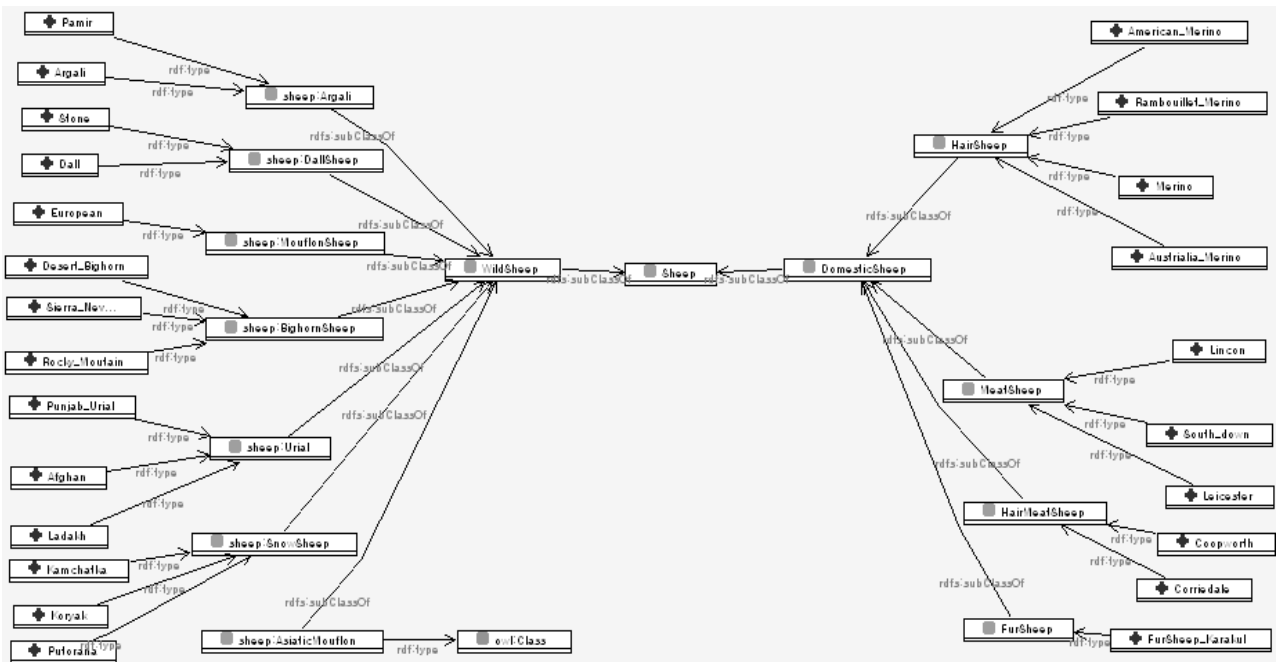 Pamir
Argali
rdf:type
rdf:type
sheep:Argali
Stone
Dall
rdf:type
rdf:type
sheep:DallSheep
European
rdf:type
sheep:MouflonSheep
Desert_Bighorn
Sierra_Nev...
Rocky_Moutain
rdf:type
rdf:type
rdf:type
sheep:BighornSheep
Punjab_Urial
Afghan
Ladakh
rdf:type
rdf:type
rdf:type
sheep:Urial
Kamchatka
Koryak
Putorana
rdf:type
rdf:type
rdf:type
sheep:SnowSheep
sheep:AsiaticMouflon
rdf:type
owl:Class
rdfs:subClassOf
rdfs:subClassOf
rdfs:subClassOf
rdfs:subClassOf
rdfs:subClassOf
rdfs:subClassOf
rdfs:subClassOf
WildSheep
rdfs:subClassOf
Sheep
rdfs:subClassOf
DomesticSheep
American_Merino
Rambouillet_Merino
Merino
Austrialia_Merino
rdf:type
rdf:type
rdf:type
rdf:type
HairSheep
rdfs:subClassOf
Lincon
South_down
Leicester
rdf:type
rdf:type
rdf:type
MeatSheep
rdfs:subClassOf
HairMeatSheep
rdfs:subClassOf
Coopworth
Corriedale
rdf:type
rdf:type
FurSheep
rdfs:subClassOf
rdf:type
FurSheep_Karakul